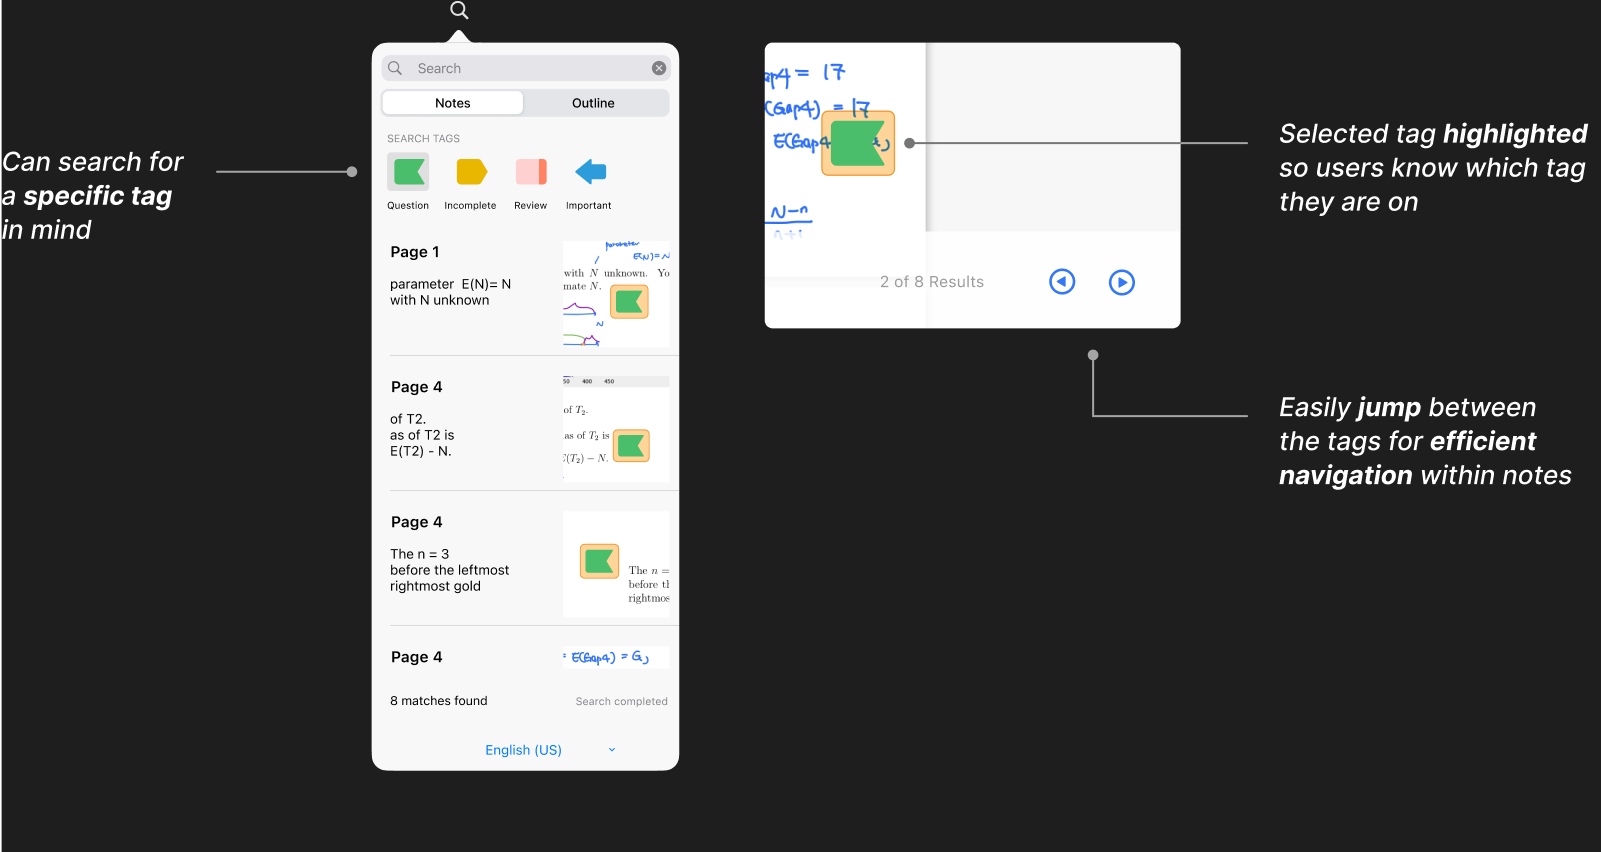 Can search for
a specific tag
in mind
Search
Notes
Outline
SEARCH TAGS
Question
Incomplete
Review
Important
Page 1
parameter E(N)= N
with N unknown
parameter
E(N)= N
with N unknown. Yo
mate N.
N
Page 4
of T2.
as of T2 is
E(T2) - N.
50 400 450
of T₂.
as of T₂ is
E(T₂) − N.
Page 4
The n = 3
before the leftmost
rightmost gold
The n =
before th
rightmos
Page 4
= E(Gap4) = G
8 matches found
Search completed
English (US)
ap4 = 17
(Gap4) = 17
E(Gap4
N-n
n+1
2 of 8 Results
Selected tag highlighted
so users know which tag
they are on
Easily jump between
the tags for efficient
navigation within notes